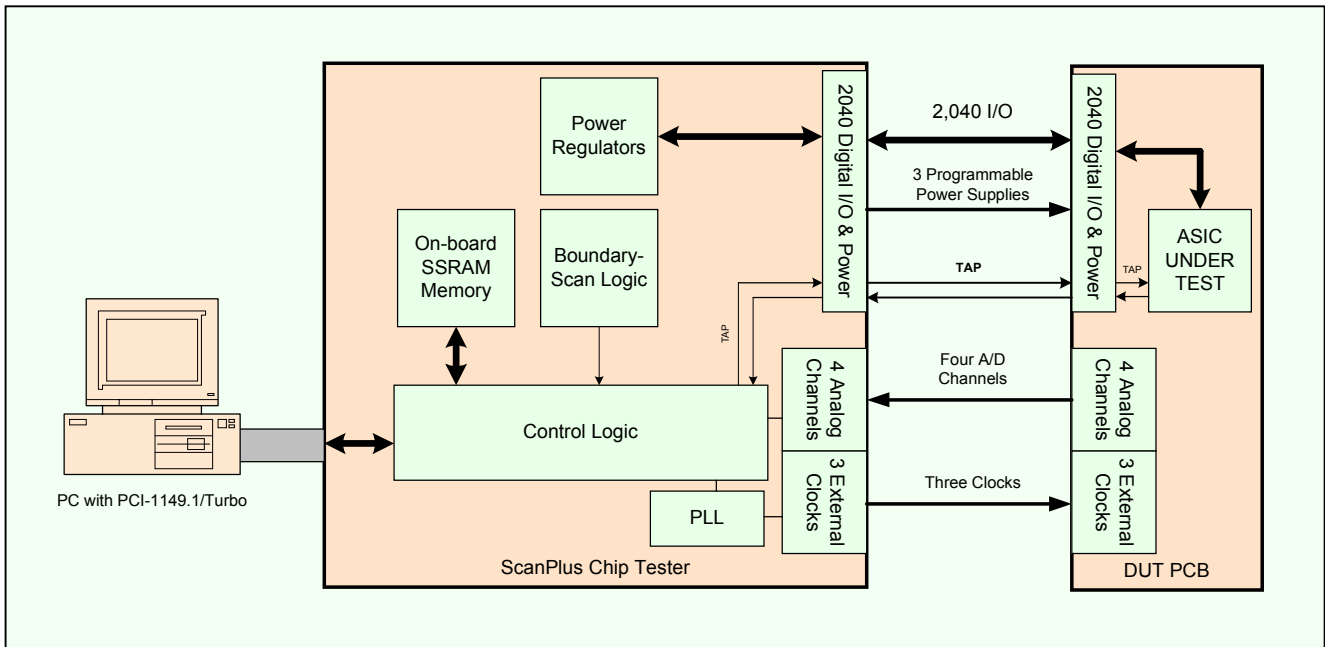 PC with PCI-1149.1/Turbo
Power
Regulators
On-board
SSRAM
Memory
Boundary-
Scan Logic
Control Logic
PLL
TAP
2040 Digital I/O & Power
4 Analog
Channels
3 External
Clocks
ScanPlus Chip Tester
2,040 I/O
3 Programmable
Power Supplies
TAP
Four A/D
Channels
Three Clocks
2040 Digital I/O & Power
4 Analog
Channels
3 External
Clocks
TAP
ASIC
UNDER
TEST
DUT PCB